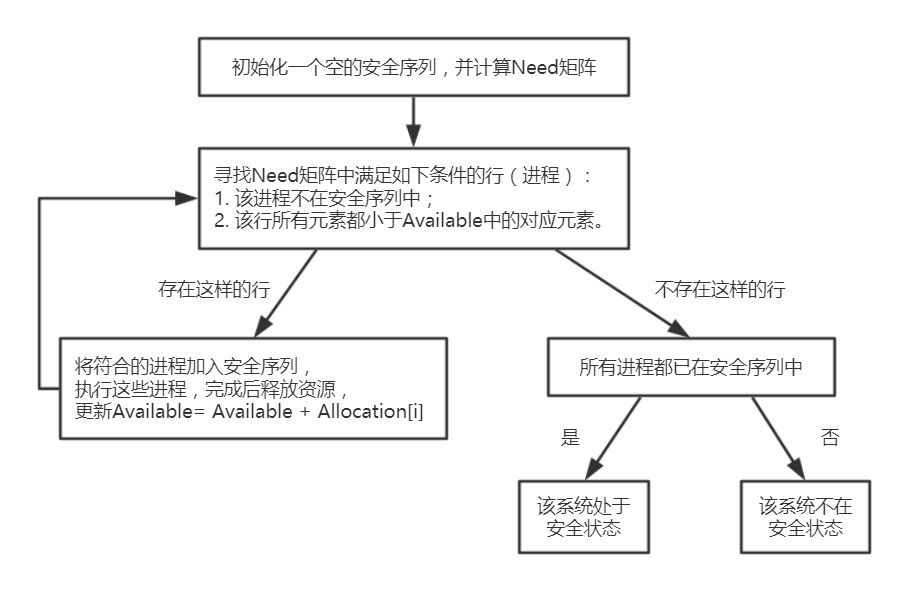 初始化一个空的安全序列，并计算Need矩阵
寻找Need矩阵中满足如下条件的行（进程）：
1. 该进程不在安全序列中；
2. 该行所有元素都小于Available中的对应元素。
存在这样的行
不存在这样的行
将符合的进程加入安全序列，
执行这些进程，完成后释放资源，
更新Available= Available + Allocation[i]
所有进程都已在安全序列中
是
否
该系统处于
安全状态
该系统不在
安全状态